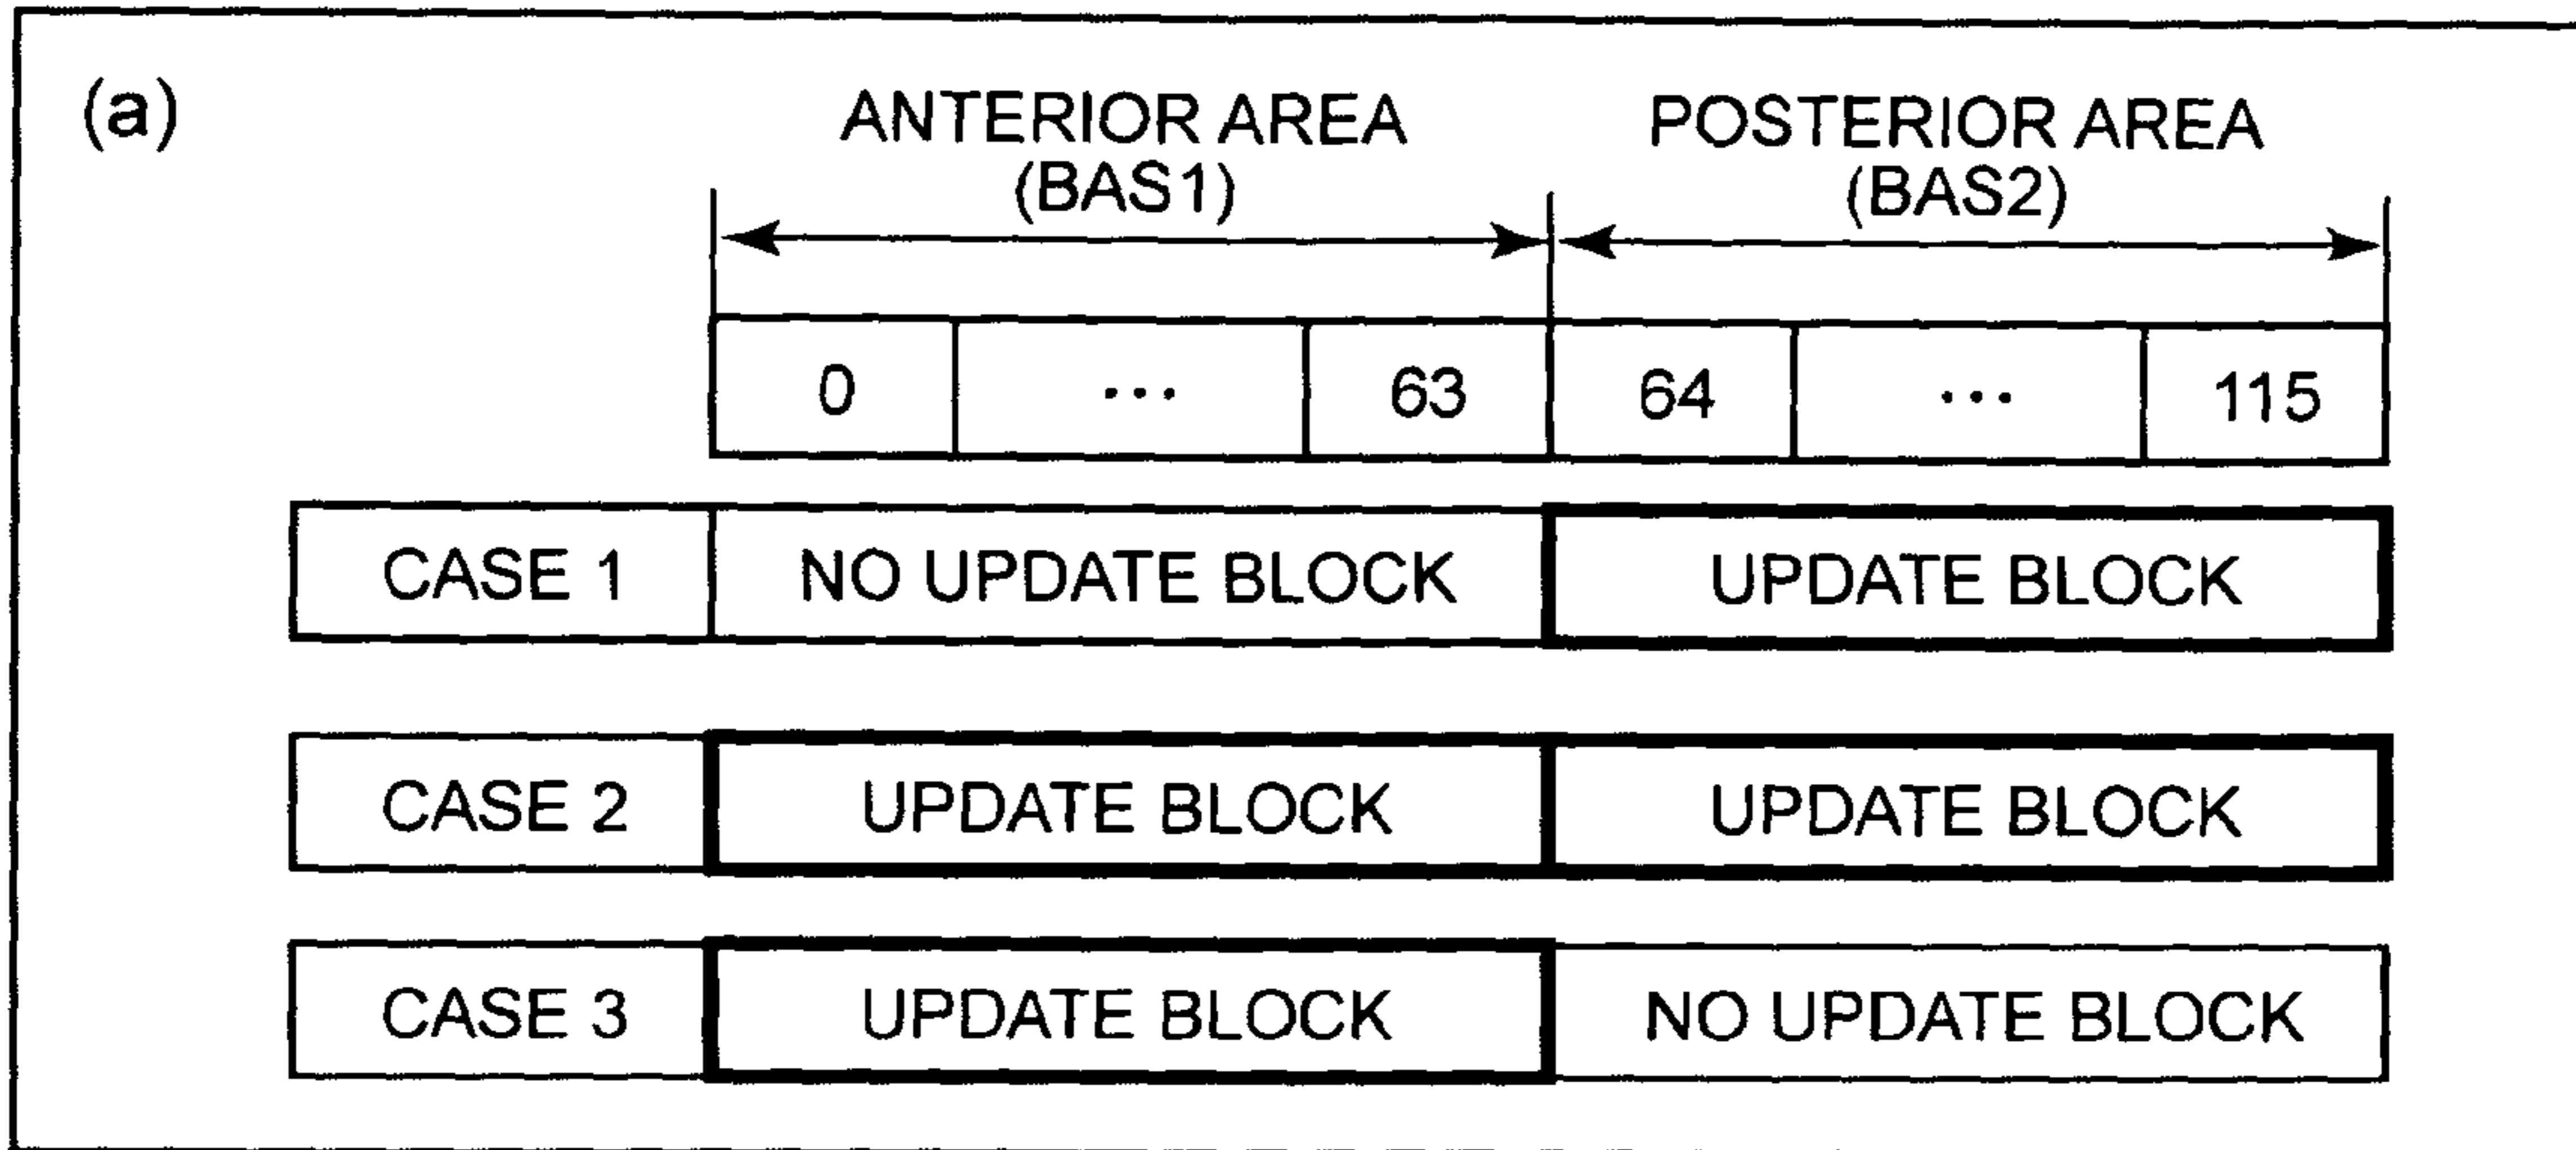 (a)
ANTERIOR AREA
(BAS1)
POSTERIOR AREA
(BAS2)
0 ... 63 64 ... 115
CASE 1 NO UPDATE BLOCK UPDATE BLOCK
CASE 2 UPDATE BLOCK UPDATE BLOCK
CASE 3 UPDATE BLOCK NO UPDATE BLOCK